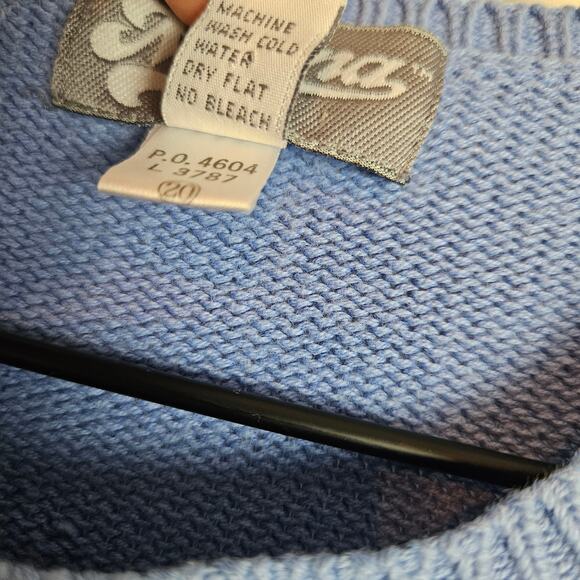 MACHINE
WASH COLD
WATER
DRY FLAT
NO BLEACH
P.O. 4604
L 3787
20